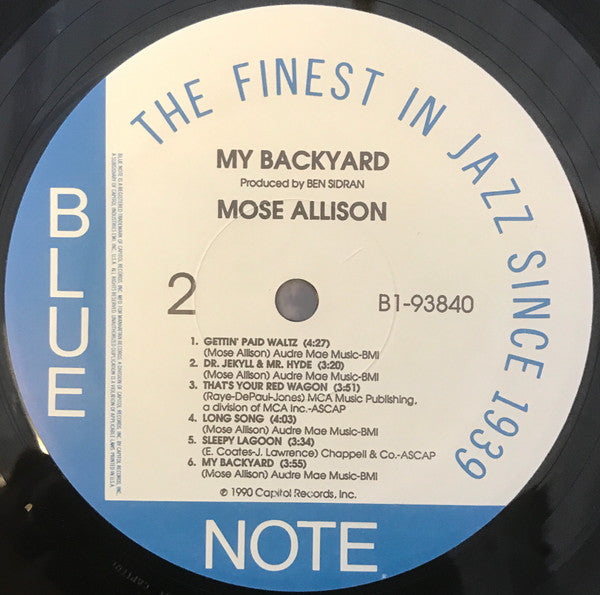 THE FINEST IN JAZZ SINCE 1939
MY BACKYARD
Produced by BEN SIDRAN
MOSE ALLISON
BLUE
2
B1-93840
1. GETTIN' PAID WALTZ (4:27)
(Mose Allison) Audre Mae Music-BMI
2. DR. JEKYLL & MR. HYDE (3:20)
(Mose Allison) Audre Mae Music-BMI
3. THAT'S YOUR RED WAGON (3:51)
(Raye-DePaul-Jones) MCA Music Publishing,
a division of MCA Inc.-ASCAP
4. LONG SONG (4:03)
(Mose Allison) Audre Mae Music-BMI
5. SLEEPY LAGOON (3:34)
(E. Coates-J. Lawrence) Chappell & Co.-ASCAP
6. MY BACKYARD (3:55)
(Mose Allison) Audre Mae Music-BMI
℗ 1990 Capitol Records, Inc.
NOTE